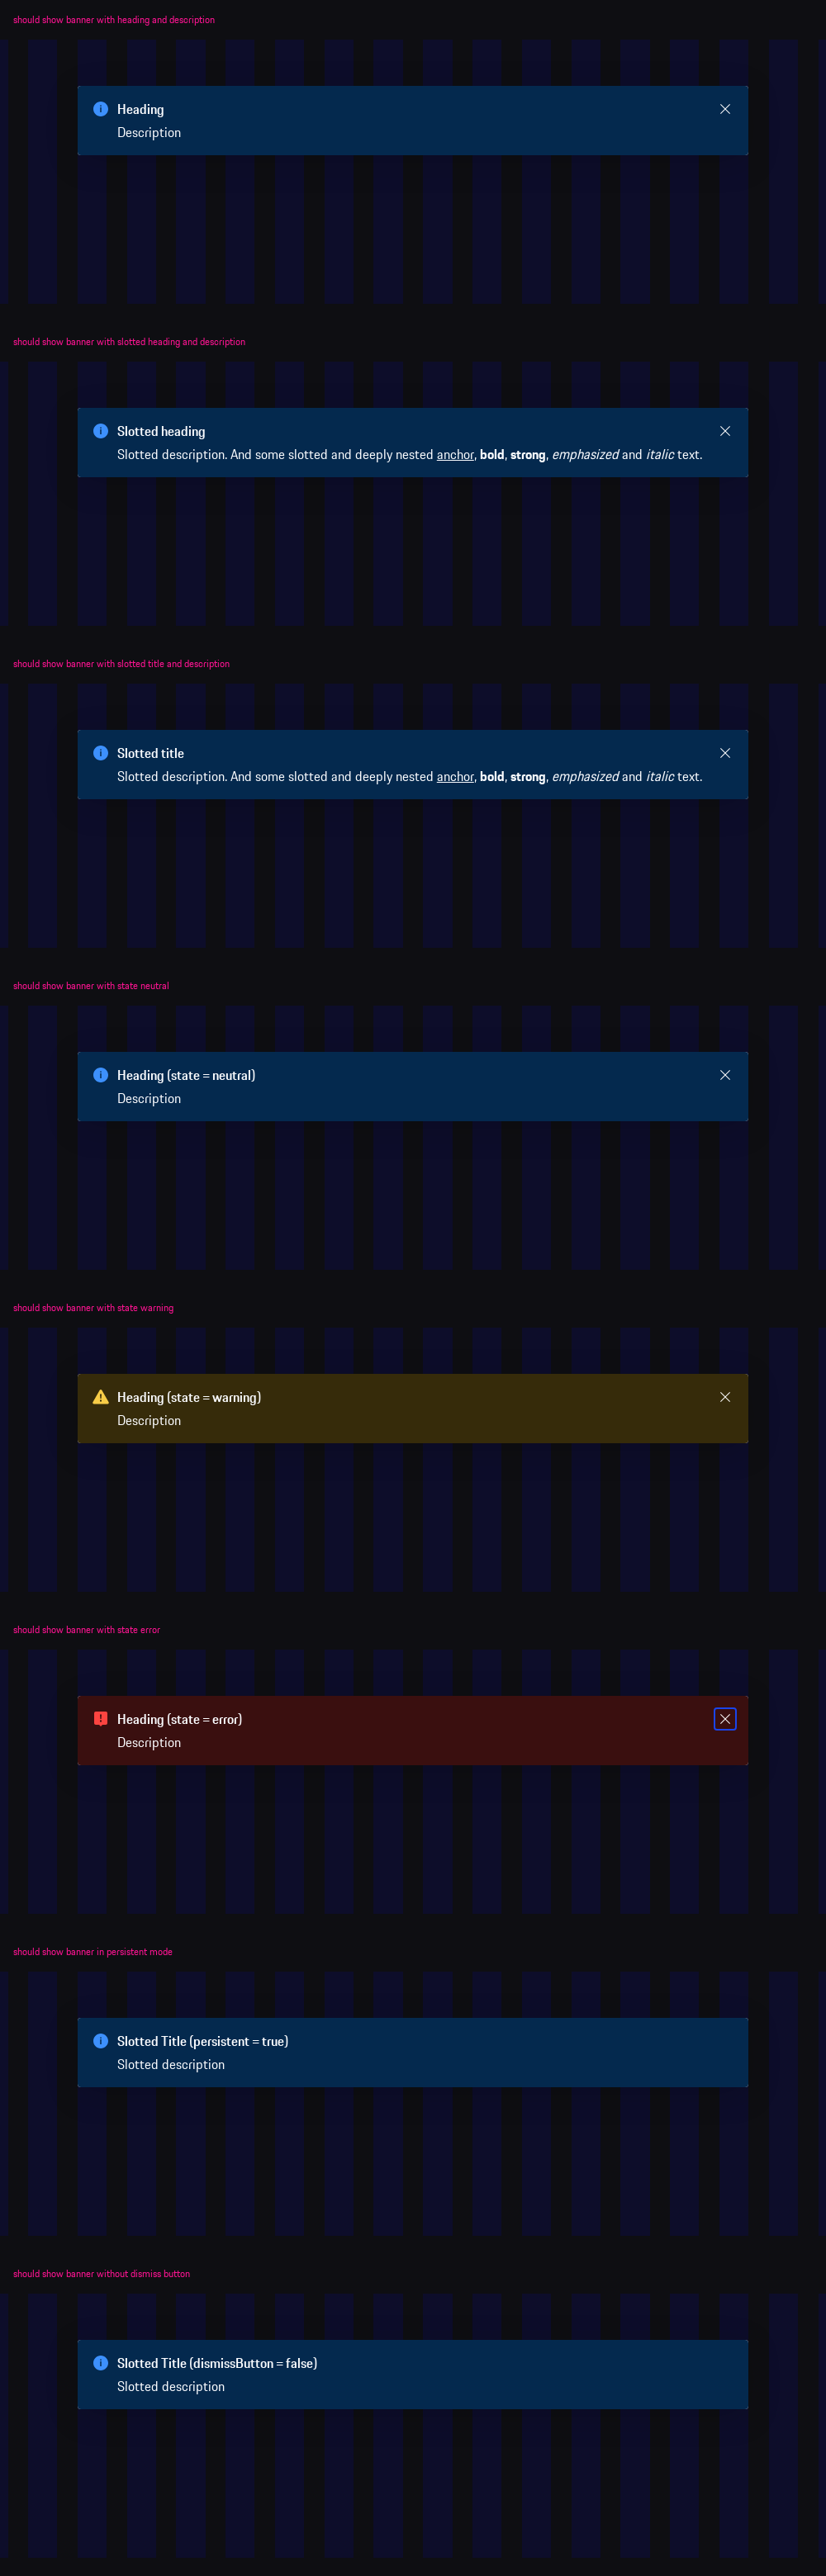 should show banner with heading and description
Heading
Description
should show banner with slotted heading and description
Slotted heading
Slotted description. And some slotted and deeply nested anchor, bold, strong, emphasized and italic text.
should show banner with slotted title and description
Slotted title
Slotted description. And some slotted and deeply nested anchor, bold, strong, emphasized and italic text.
should show banner with state neutral
Heading (state = neutral)
Description
should show banner with state warning
Heading (state = warning)
Description
should show banner with state error
Heading (state = error)
Description
should show banner in persistent mode
Slotted Title (persistent = true)
Slotted description
should show banner without dismiss button
Slotted Title (dismissButton = false)
Slotted description